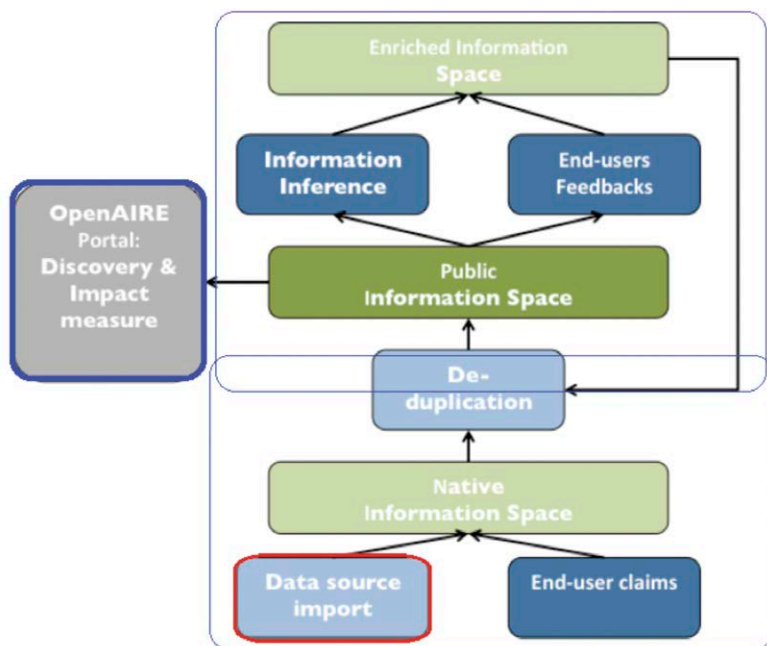 Enriched Information
Space
Information
Inference
End-users
Feedbacks
OpenAIRE
Portal:
Discovery &
Impact
measure
Public
Information Space
De-
duplication
Native
Information Space
Data source
import
End-user claims